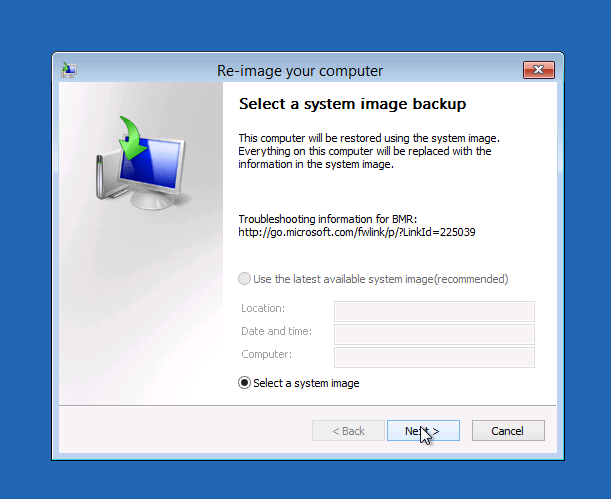 Re-image your computer
Select a system image backup
This computer will be restored using the system image.
Everything on this computer will be replaced with the
information in the system image.
Troubleshooting information for BMR:
http://go.microsoft.com/fwlink/p/?LinkId=225039
Use the latest available system image(recommended)
Location:
Date and time:
Computer:
Select a system image
< Back Next > Cancel